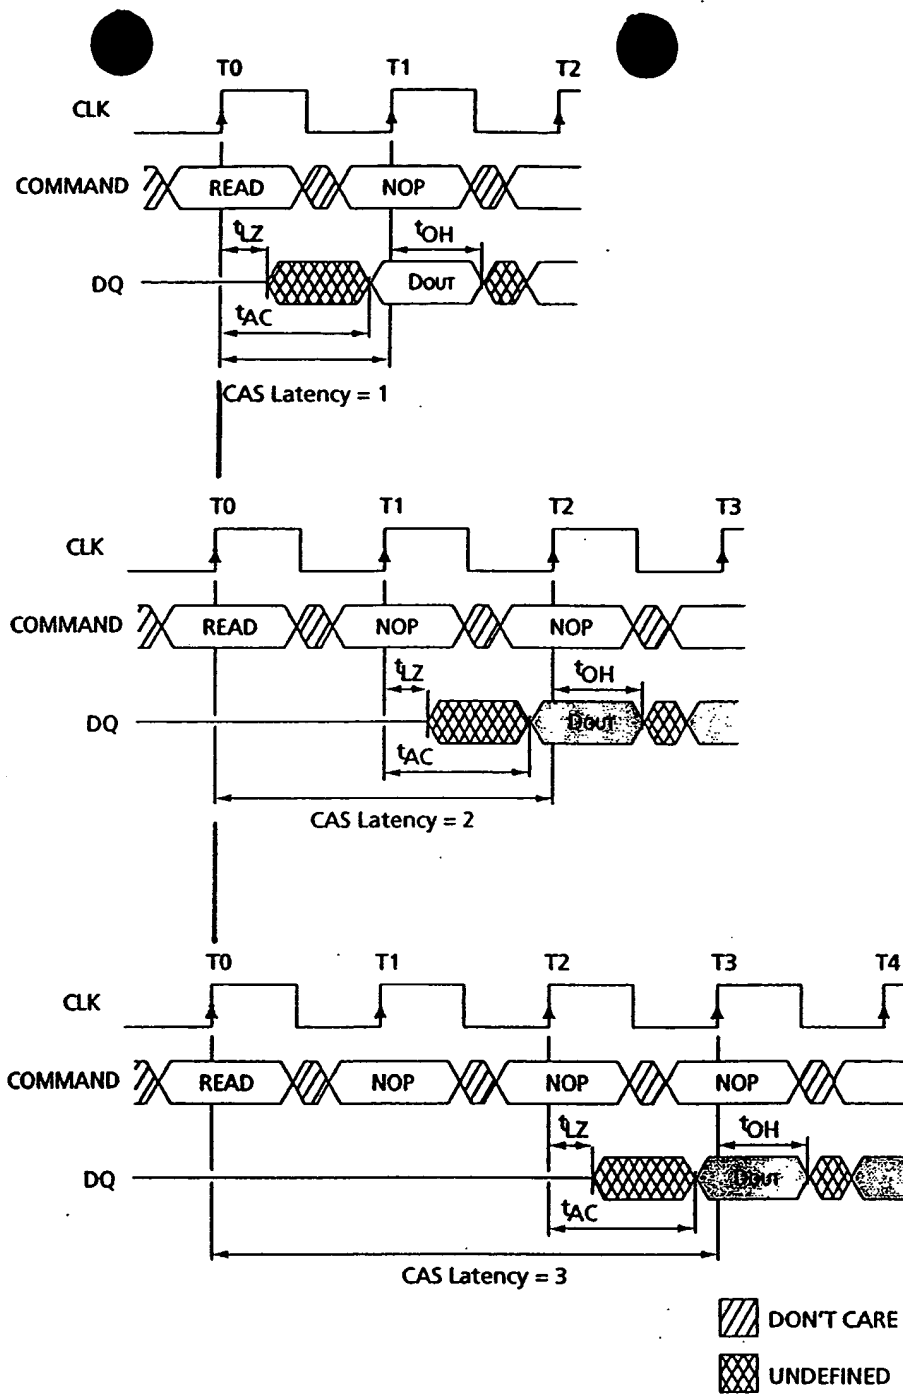 T0 T1 T2
CLK
COMMAND READ NOP
tLZ tOH
DQ DOUT
tAC
CAS Latency = 1
T0 T1 T2 T3
CLK
COMMAND READ NOP NOP
tLZ tOH
DQ DOUT
tAC
CAS Latency = 2
T0 T1 T2 T3 T4
CLK
COMMAND READ NOP NOP NOP
tLZ tOH
DQ DOUT
tAC
CAS Latency = 3
DON'T CARE
UNDEFINED